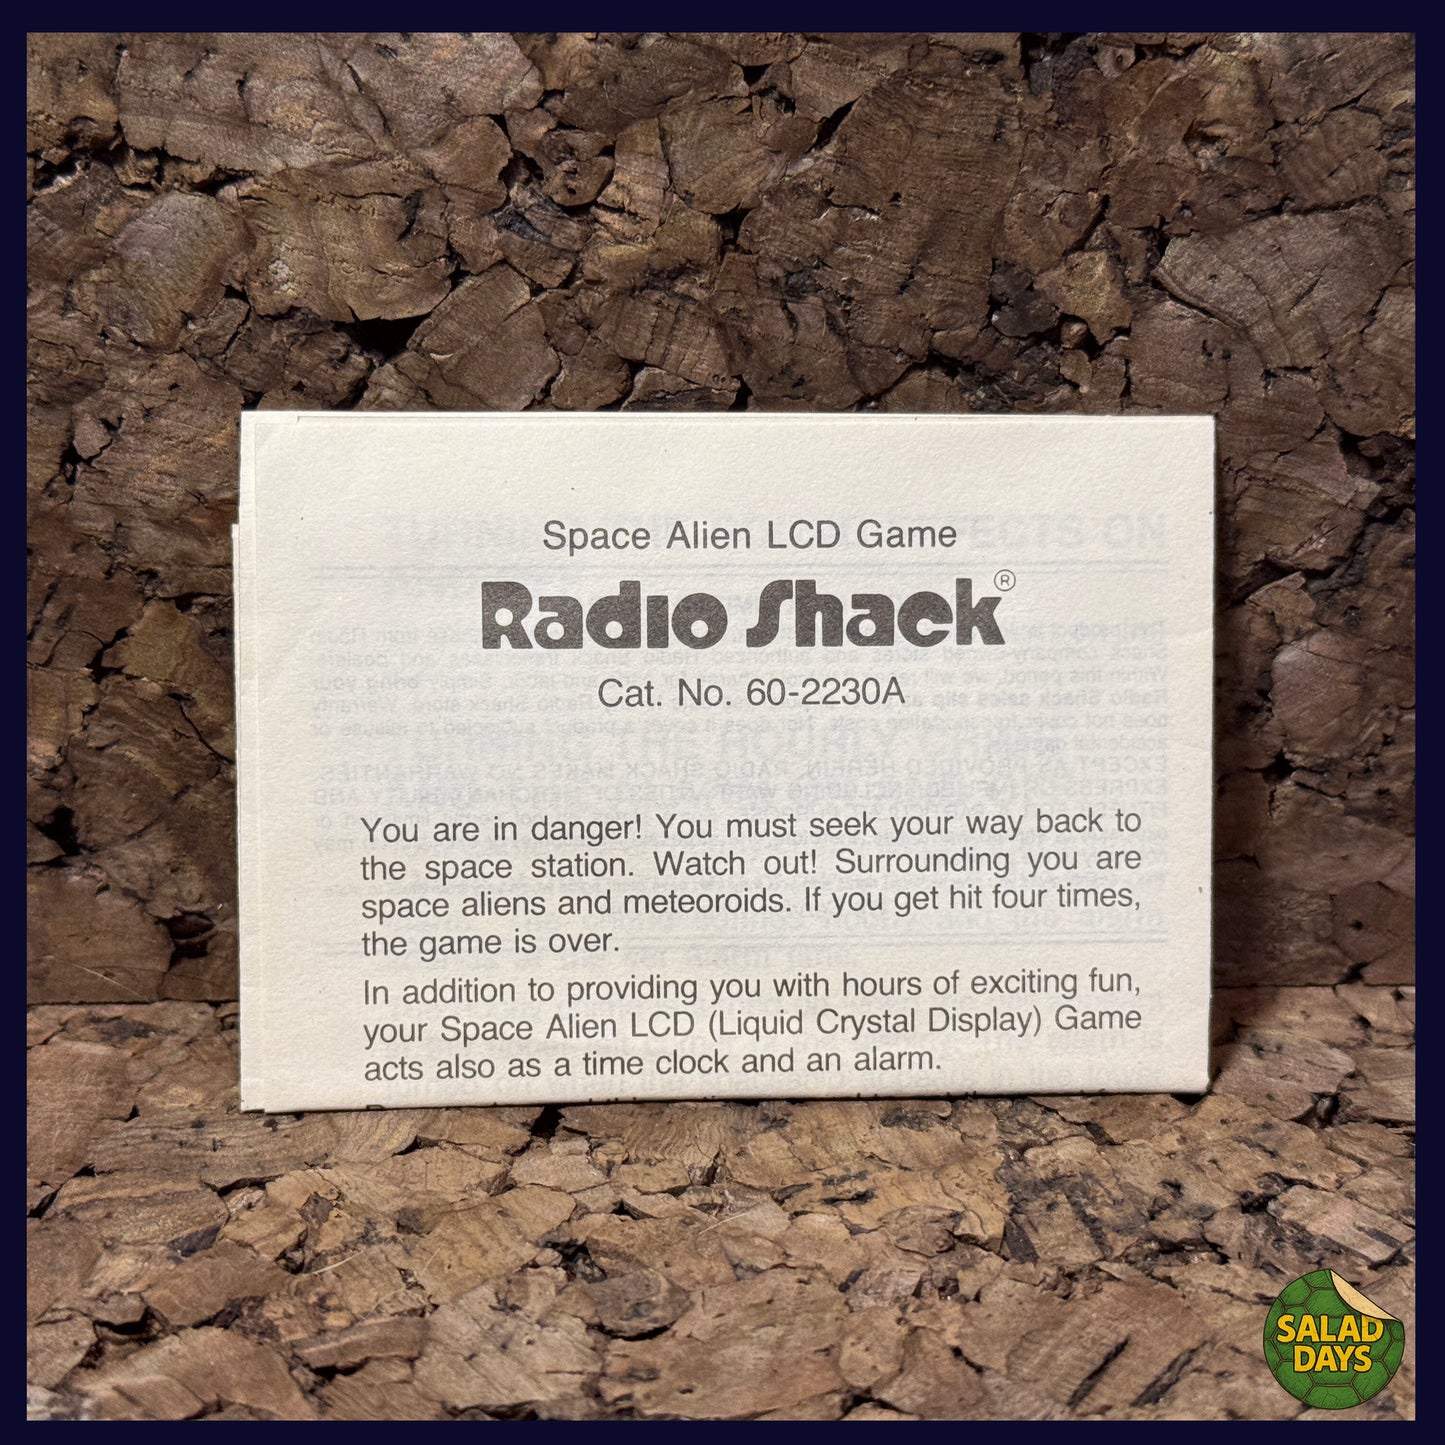 Space Alien LCD Game
Radio Shack®
Cat. No. 60-2230A
You are in danger! You must seek your way back to
the space station. Watch out! Surrounding you are
space aliens and meteoroids. If you get hit four times,
the game is over.
In addition to providing you with hours of exciting fun,
your Space Alien LCD (Liquid Crystal Display) Game
acts also as a time clock and an alarm.
SALAD
DAYS